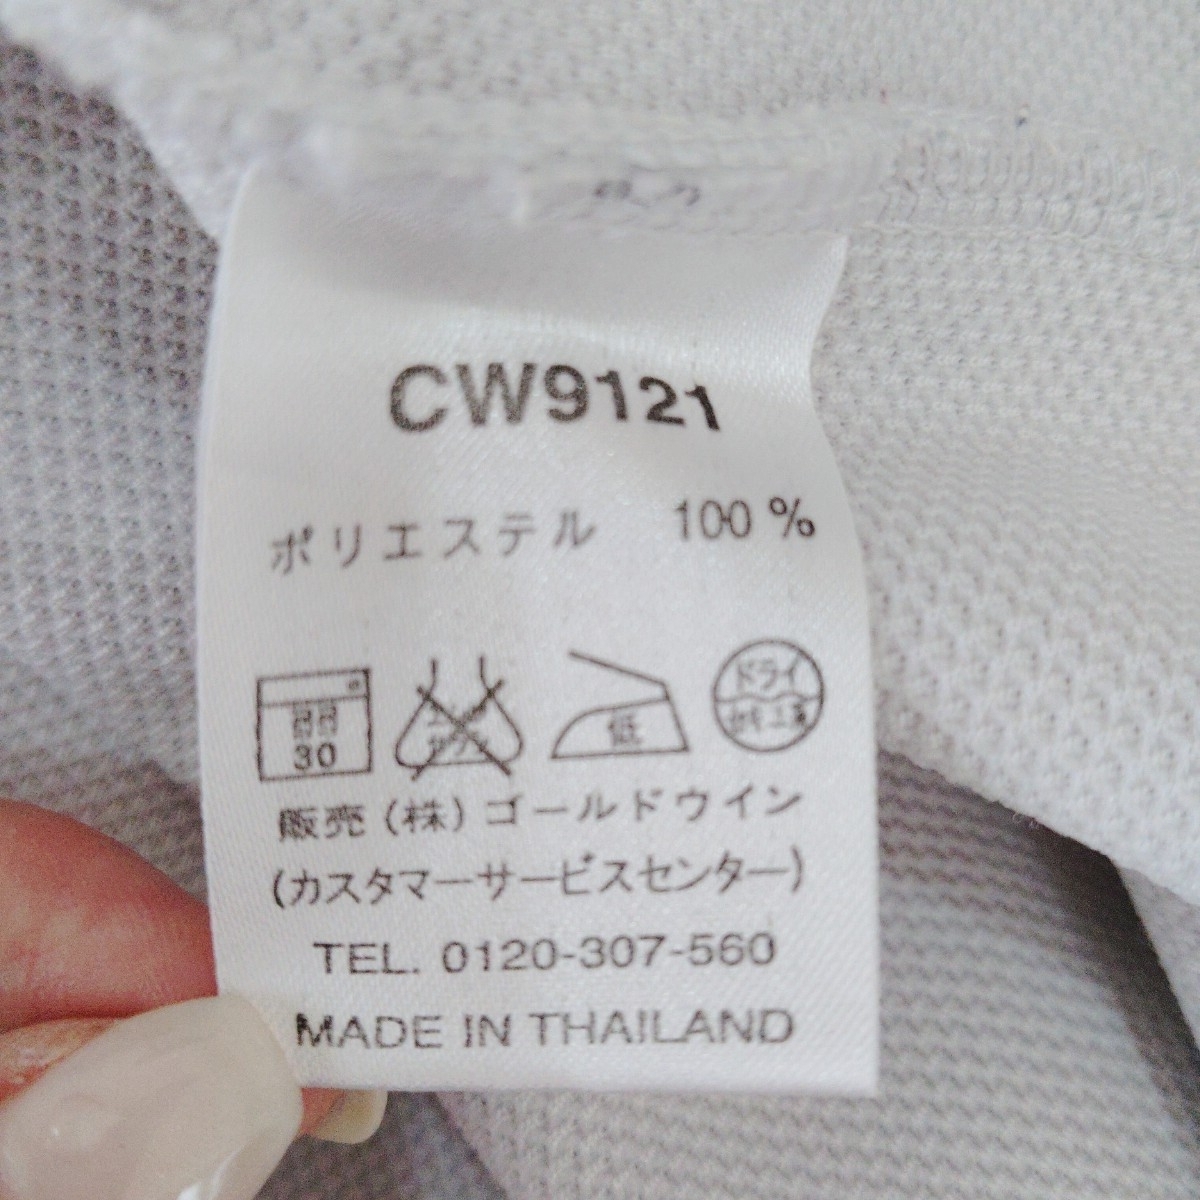 CW9121
ポリエステル 100 %
30
低
ドライ
販売(株)ゴールドウイン
(カスタマーサービスセンター)
TEL. 0120-307-560
MADE IN THAILAND